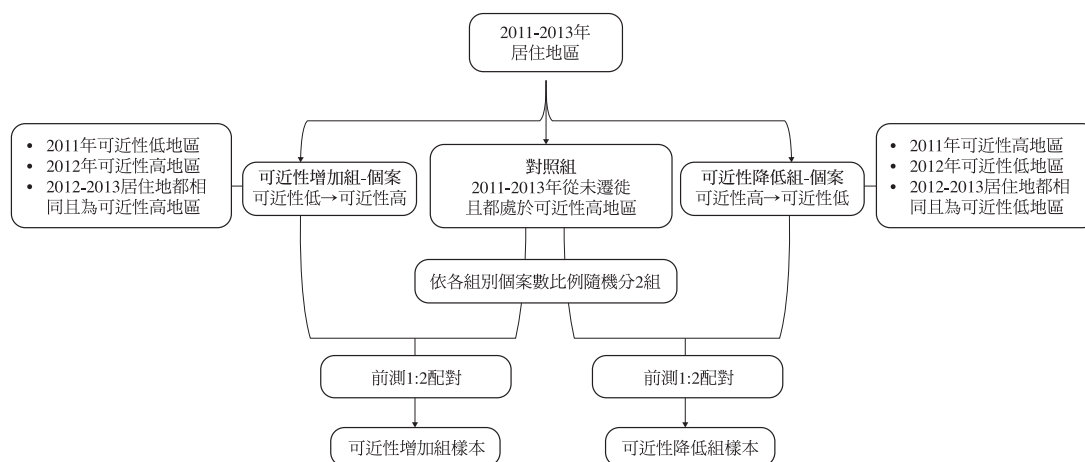 2011-2013年
居住地區
• 2011年可近性低地區
• 2012年可近性高地區
• 2012-2013居住地都相
同且為可近性高地區
可近性增加組-個案
可近性低→可近性高
對照組
2011-2013年從未遷徙
且都處於可近性高地區
可近性降低組-個案
可近性高→可近性低
• 2011年可近性高地區
• 2012年可近性低地區
• 2012-2013居住地都相
同且為可近性低地區
依各組別個案數比例隨機分2組
前測1:2配對
前測1:2配對
可近性增加組樣本
可近性降低組樣本